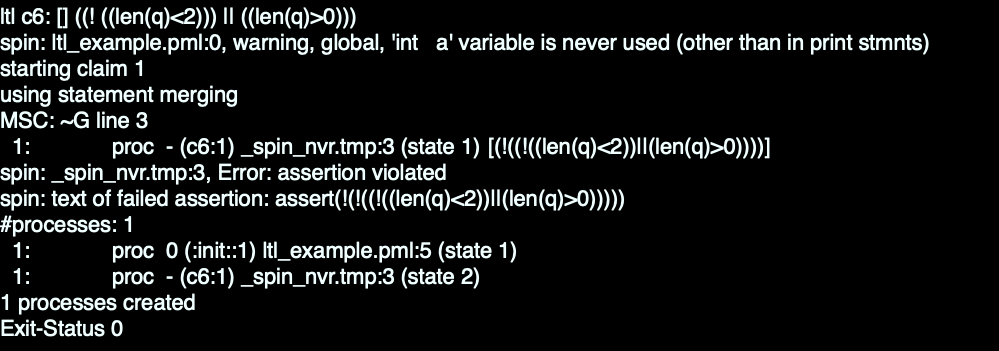 ltl c6: [] ((! ((len(q)<2))) || ((len(q)>0)))
spin: ltl_example.pml:0, warning, global, 'int   a' variable is never used (other than in print stmnts)
starting claim 1
using statement merging
MSC: ~G line 3
  1:	proc  - (c6:1) _spin_nvr.tmp:3 (state 1) [(!((!((len(q)<2))||(len(q)>0))))]
spin: _spin_nvr.tmp:3, Error: assertion violated
spin: text of failed assertion: assert(!(!((!((len(q)<2))||(len(q)>0)))))
#processes: 1
  1:	proc  0 (:init::1) ltl_example.pml:5 (state 1)
  1:	proc  - (c6:1) _spin_nvr.tmp:3 (state 2)
1 processes created
Exit-Status 0